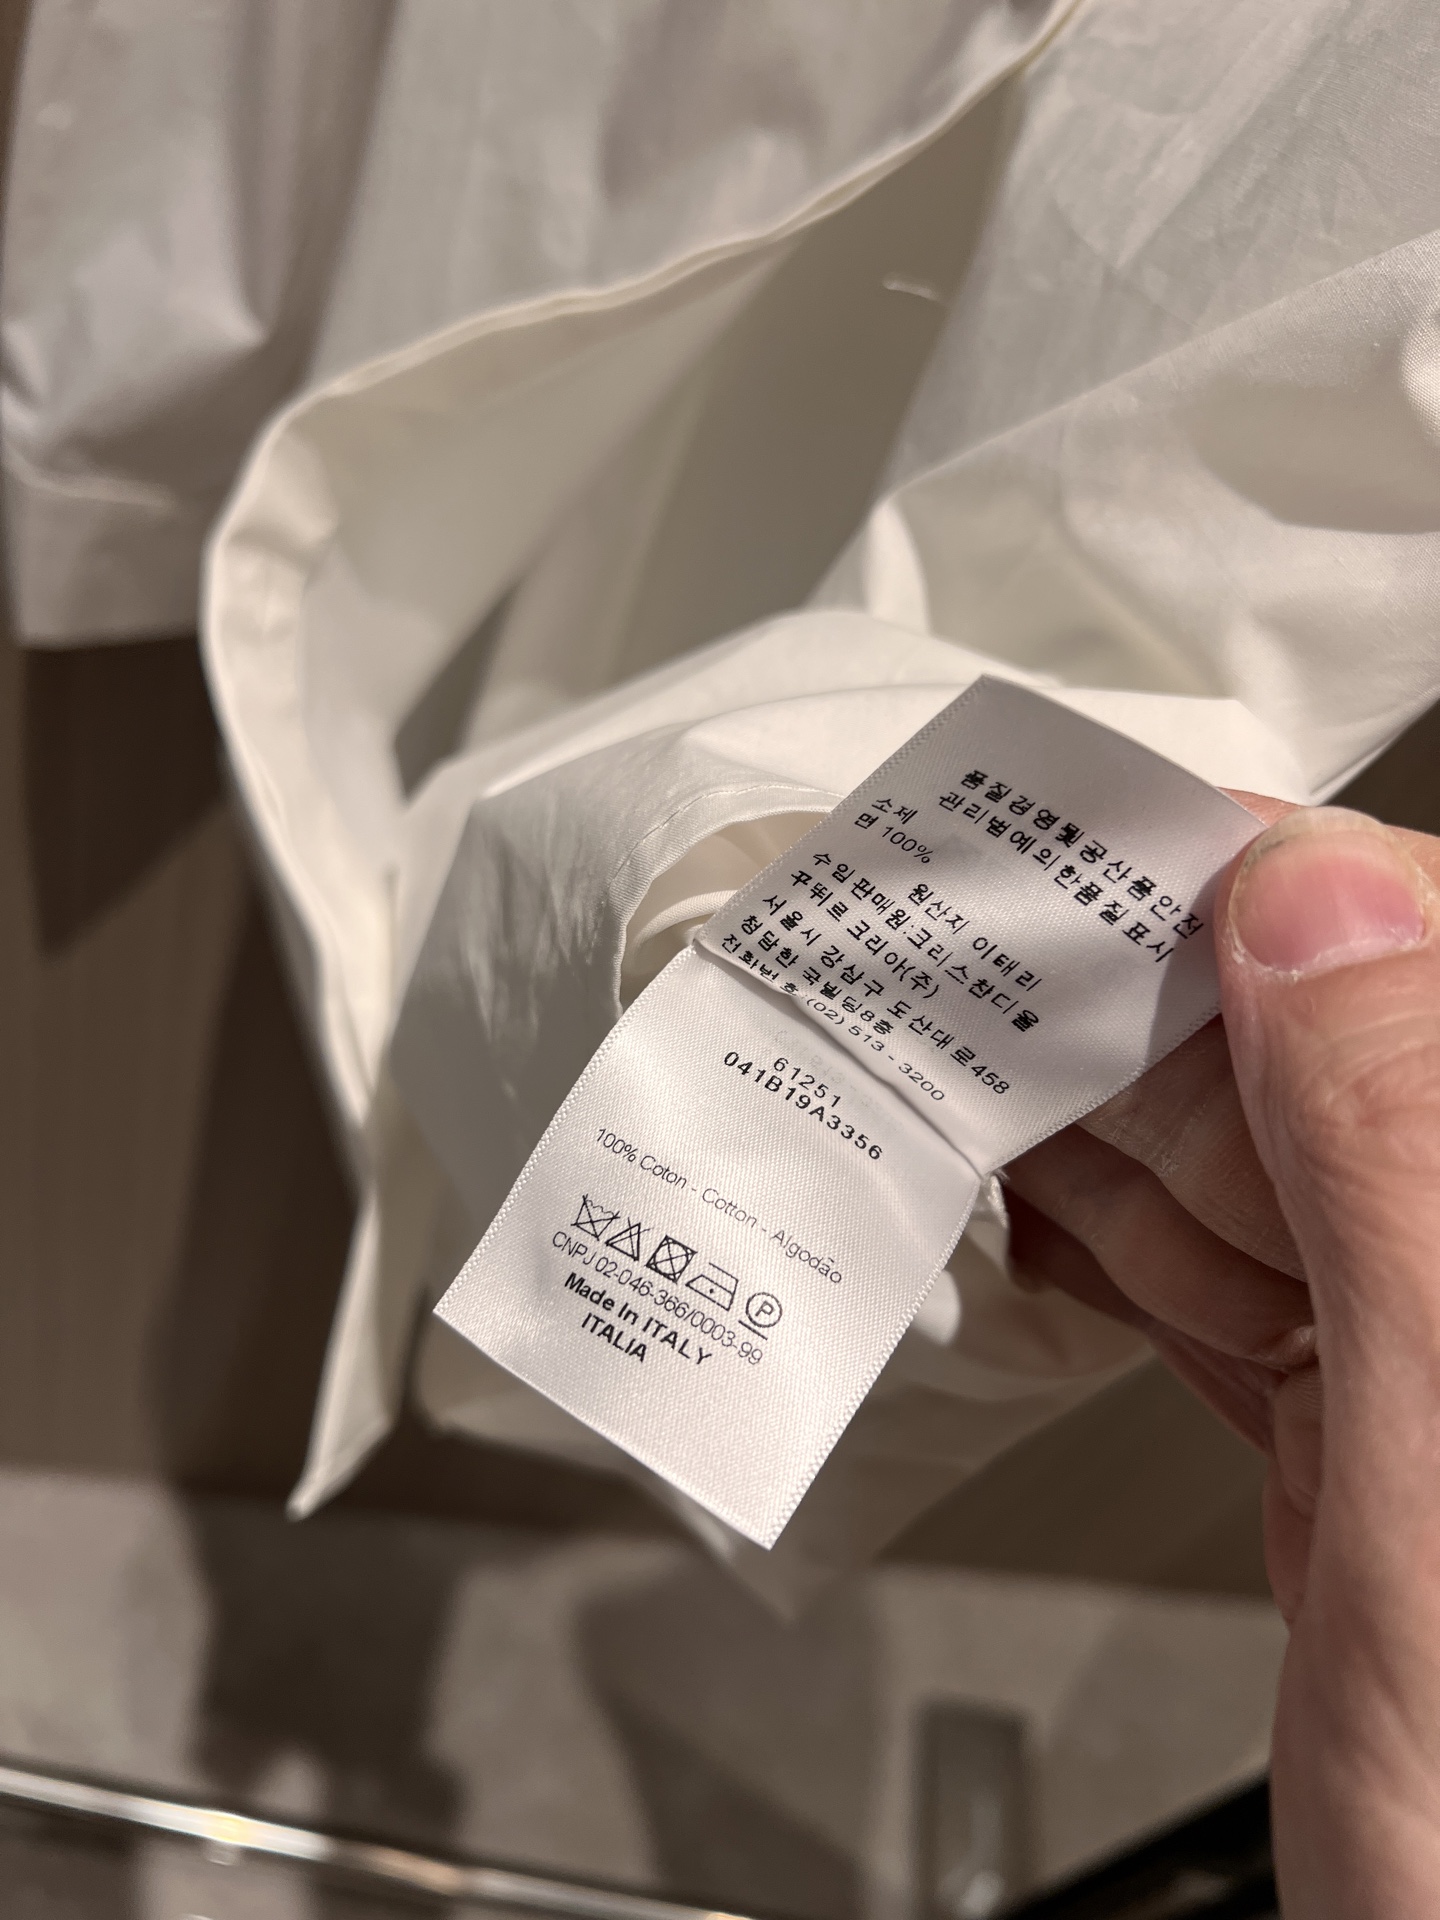 품질경영및공산품안전
관리법에의한품질표시
소제
면 100%
원산지 이태리
수입판매원:크리스찬디올
꾸뛰르코리아(주)
서울시 강남구 도산대로458
청담한국빌딩8층
전화번호 (02) 513 - 3200
61251
041B19A3356
100% Coton - Cotton - Algodão
P
CNPJ 02-046-366/0003-99
Made In ITALY
ITALIA